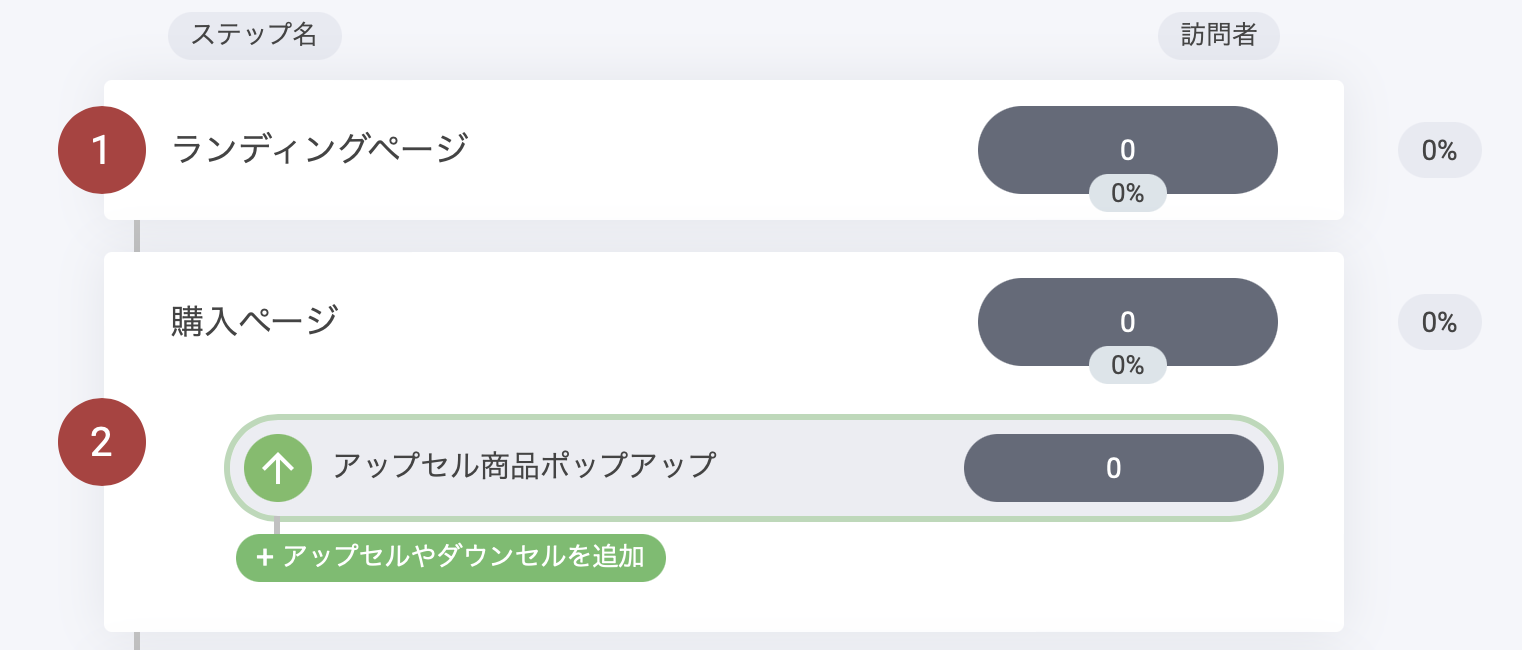 ステップ名 訪問者
1 ランディングページ 0 0%
0%
購入ページ 0 0%
0%
2
アップセル商品ポップアップ 0
+ アップセルやダウンセルを追加